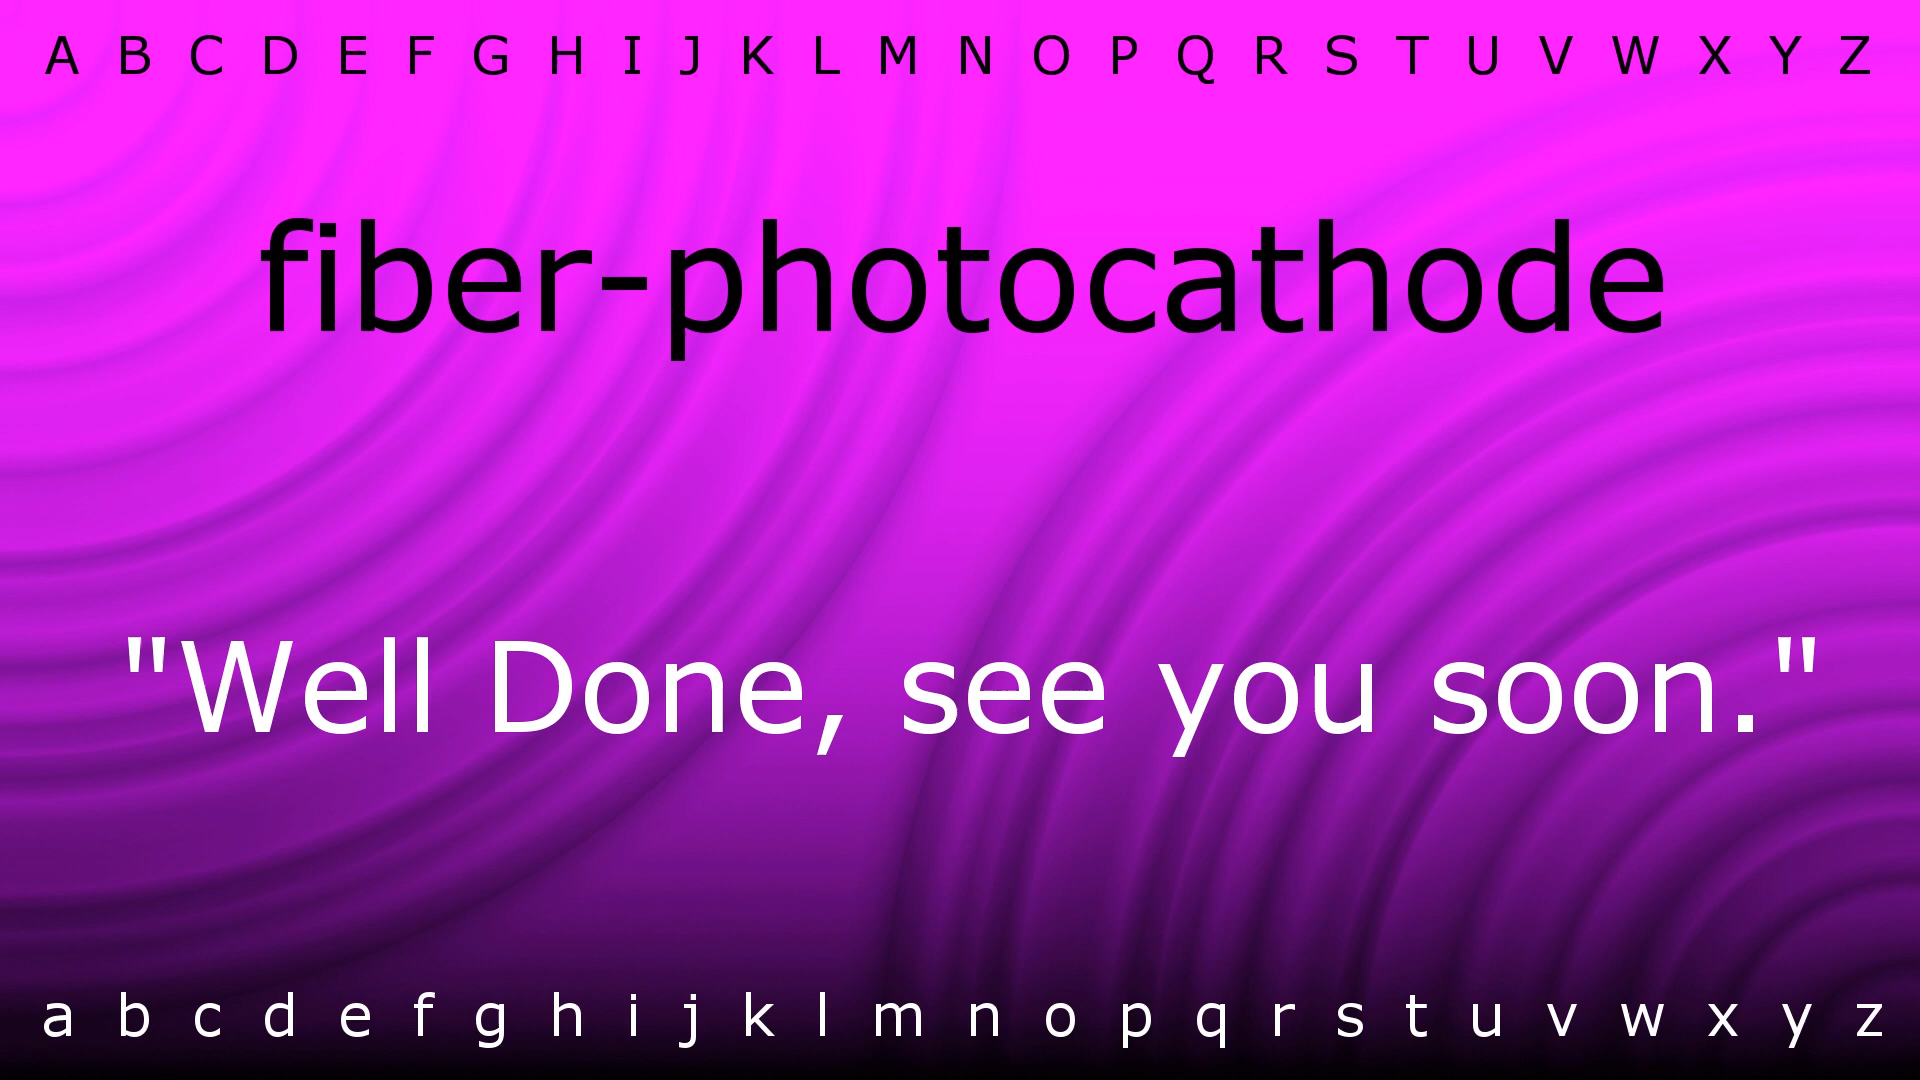 A B C D E F G H I J K L M N O P Q R S T U V W X Y Z
fiber-photocathode
"Well Done, see you soon."
a b c d e f g h i j k l m n o p q r s t u v w x y z